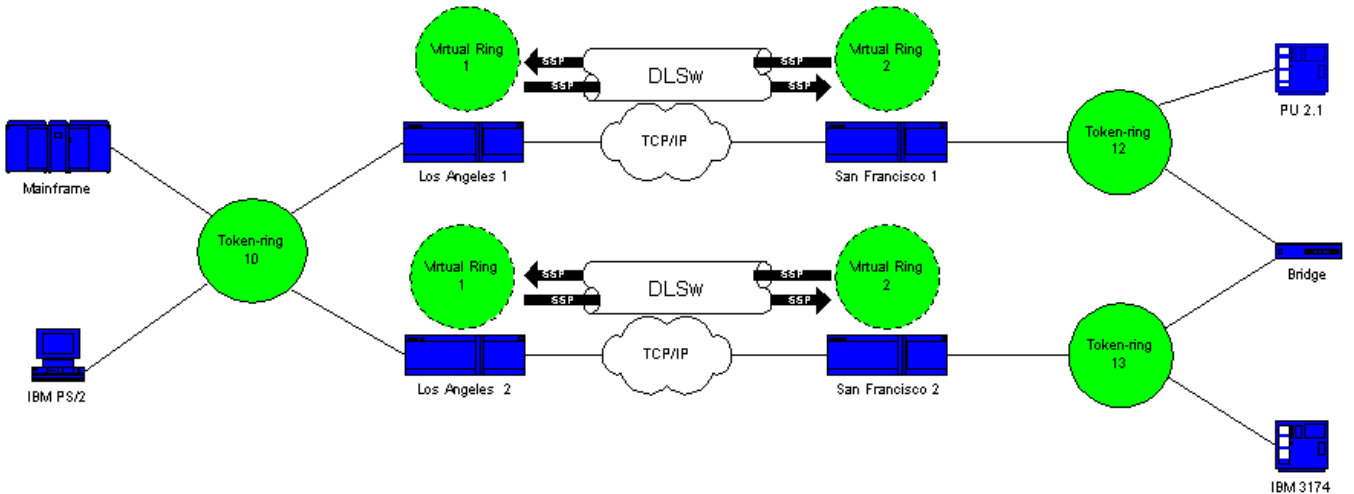 Virtual Ring
1
SSP
SSP
DLSw
SSP
SSP
Virtual Ring
2
PU 2.1
Mainframe
Los Angeles 1
TCP/IP
San Francisco 1
Token-ring
12
Token-ring
10
Virtual Ring
1
SSP
SSP
DLSw
SSP
SSP
Virtual Ring
2
Bridge
IBM PS/2
Los Angeles 2
TCP/IP
San Francisco 2
Token-ring
13
IBM 3174